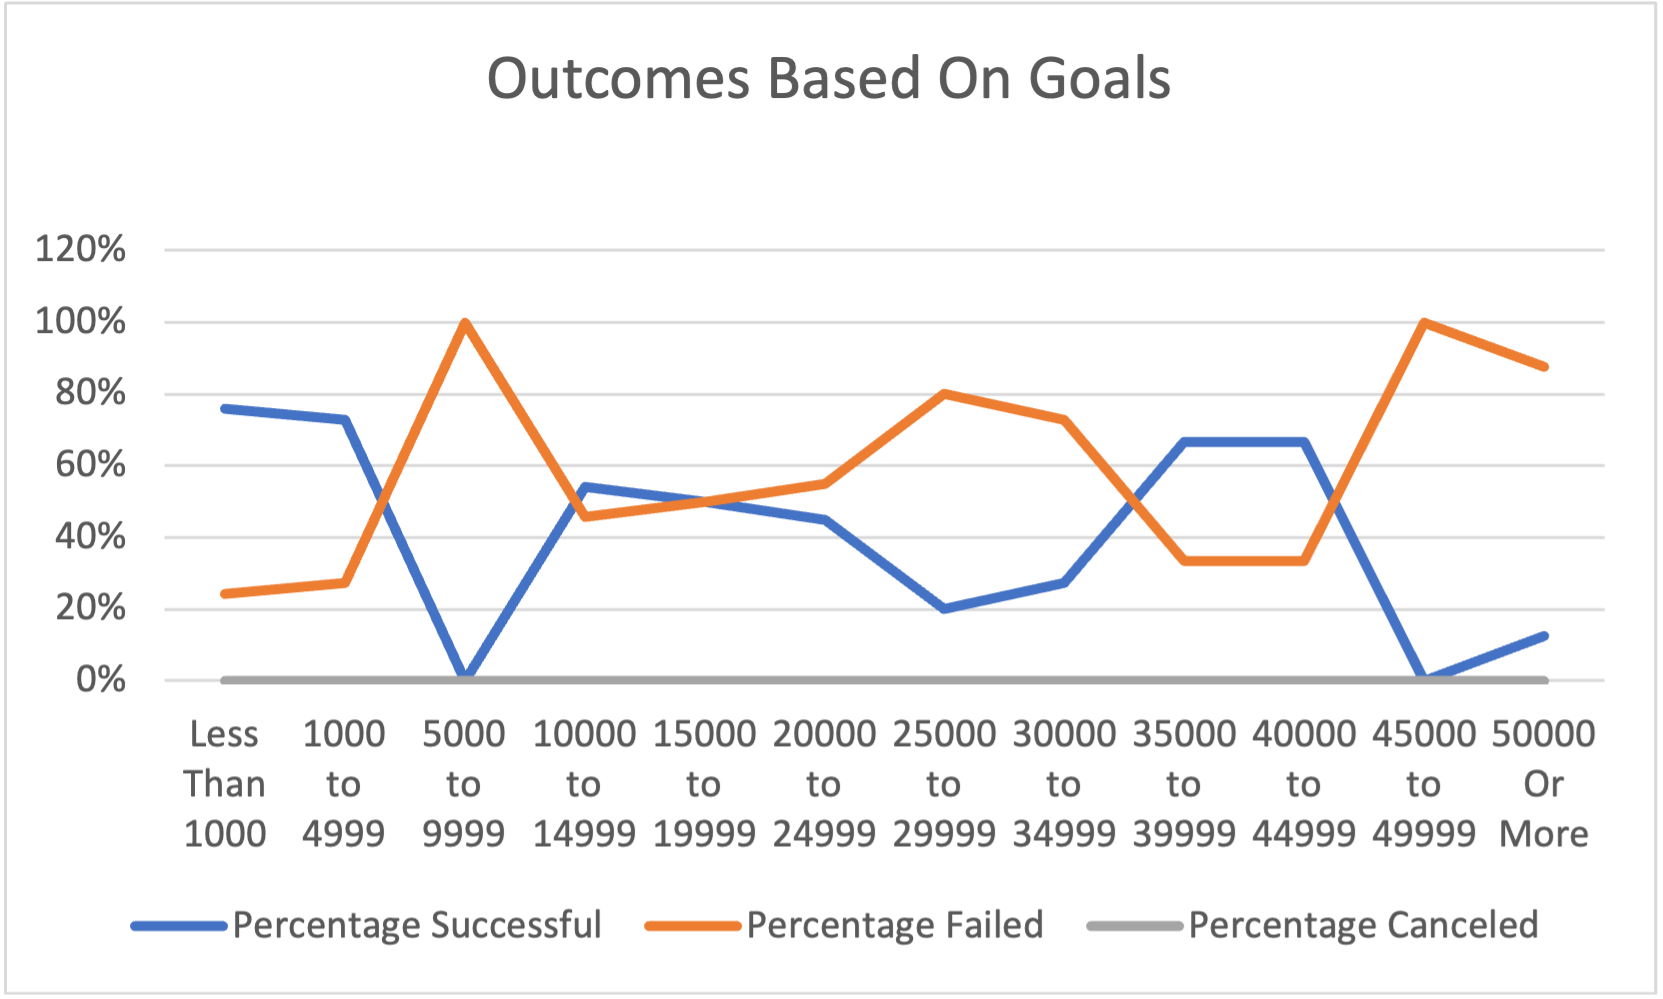 Outcomes Based On Goals
120%
100%
80%
60%
40%
20%
0%
Less Than 1000
1000 to 4999
5000 to 9999
10000 to 14999
15000 to 19999
20000 to 24999
25000 to 29999
30000 to 34999
35000 to 39999
40000 to 44999
45000 to 49999
50000 Or More
Percentage Successful
Percentage Failed
Percentage Canceled